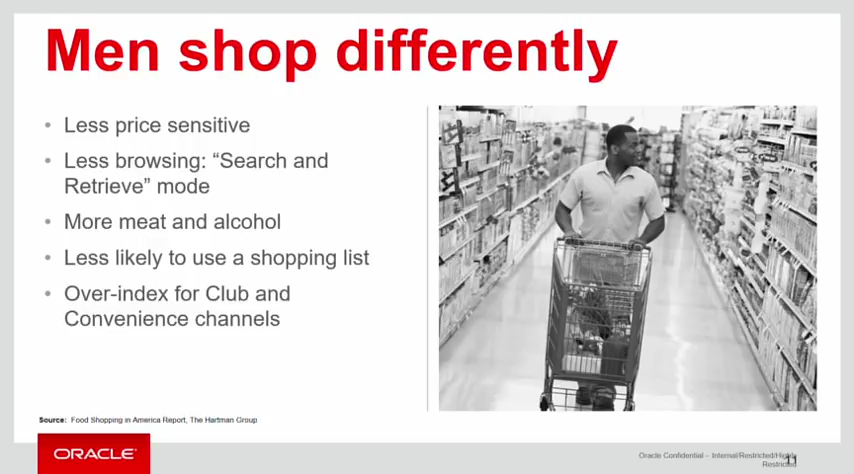 Men shop differently
• Less price sensitive
• Less browsing: “Search and
Retrieve” mode
• More meat and alcohol
• Less likely to use a shopping list
• Over-index for Club and
Convenience channels
Source: Food Shopping in America Report, The Hartman Group
ORACLE®
Oracle Confidential – Internal/Restricted/Highly
Restricted
11